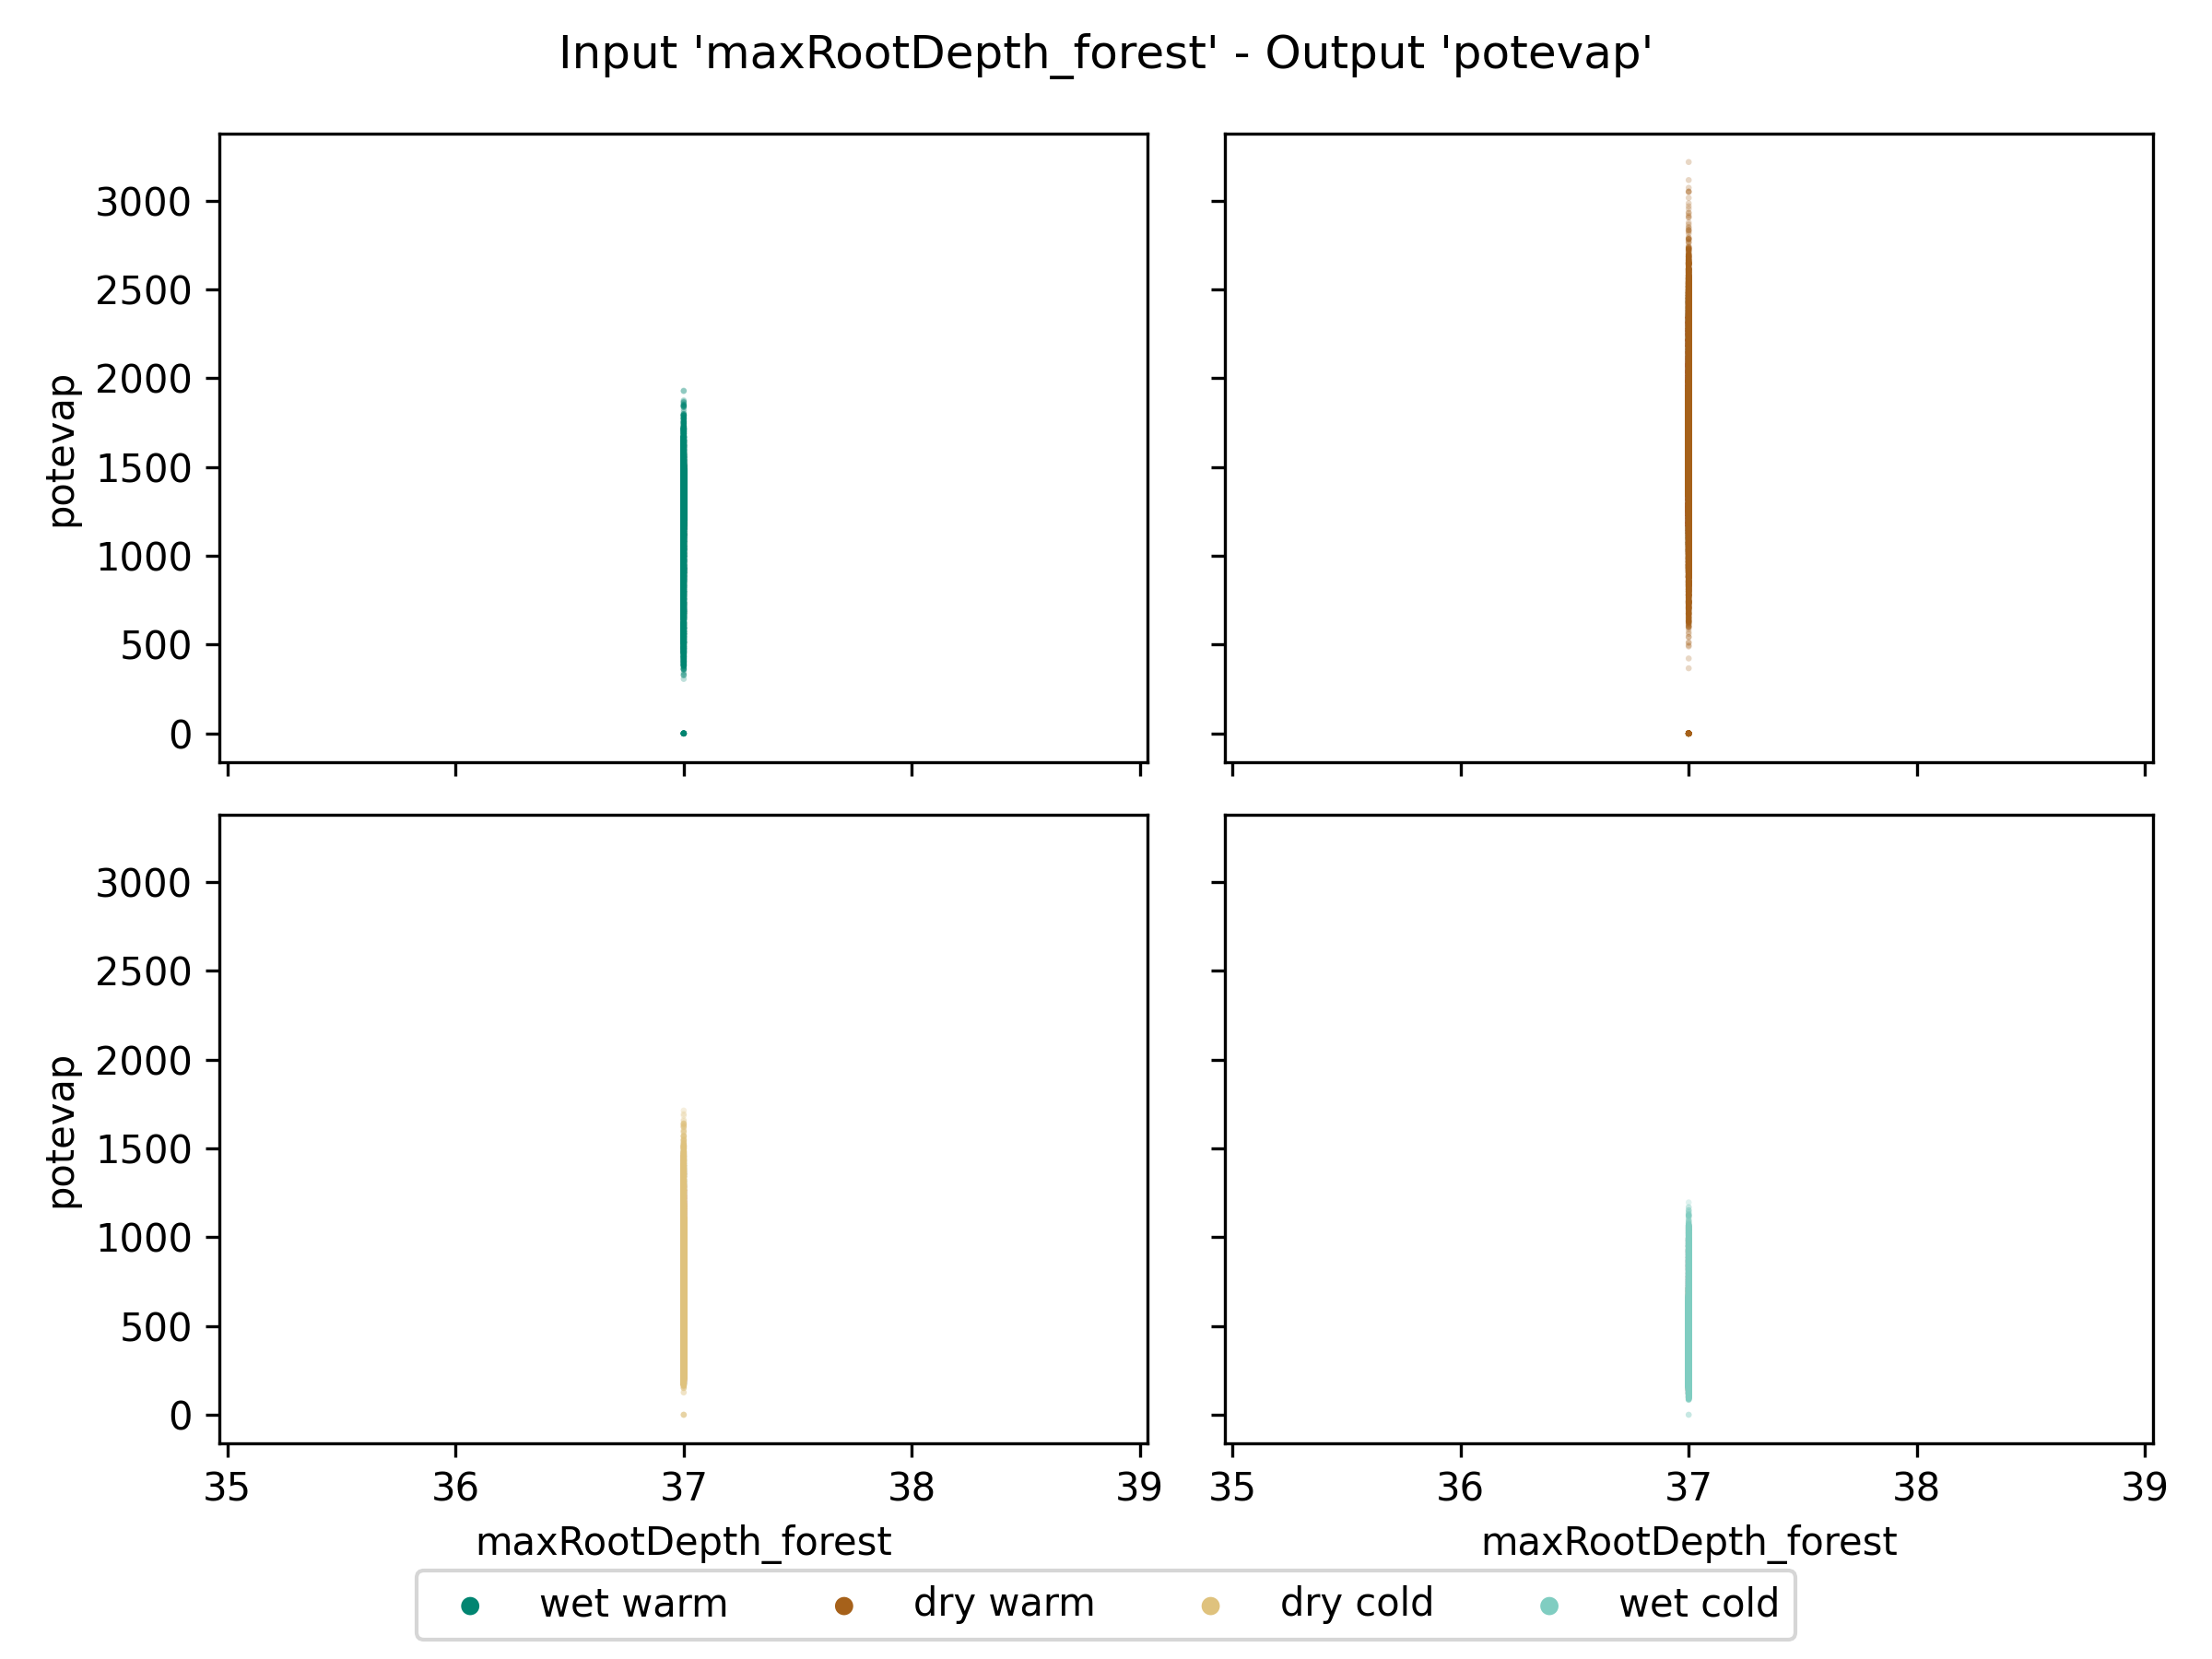 Input 'maxRootDepth_forest' - Output 'potevap'
3000
2500
2000
1500
1000
500
0
potevap
3000
2500
2000
1500
1000
500
0
potevap
35 36 37 38 39 35 36 37 38 39
maxRootDepth_forest maxRootDepth_forest
wet warm dry warm dry cold wet cold